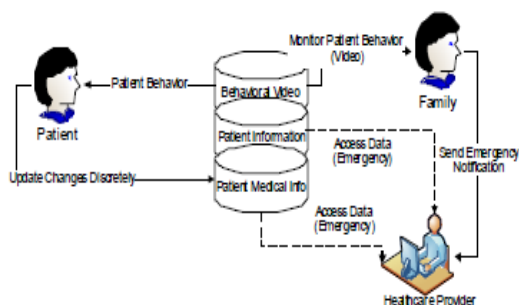 Monitor Patient Behavior
(Video)
Patient Behavior
Behavioral Video
Family
Patient
Patient Information
Access Data
(Emergency)
Send Emergency
Notification
Update Changes Discretely
Patient Medical Info
Access Data
(Emergency)
Healthcare Provider